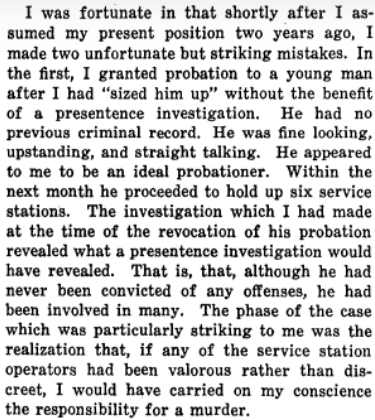 I was fortunate in that shortly after I as-
sumed my present position two years ago, I
made two unfortunate but striking mistakes. In
the first, I granted probation to a young man
after I had “sized him up” without the benefit
of a presentence investigation. He had no
previous criminal record. He was fine looking,
upstanding, and straight talking. He appeared
to me to be an ideal probationer. Within the
next month he proceeded to hold up six service
stations. The investigation which I had made
at the time of the revocation of his probation
revealed what a presentence investigation would
have revealed. That is, that, although he had
never been convicted of any offenses, he had
been involved in many. The phase of the case
which was particularly striking to me was the
realization that, if any of the service station
operators had been valorous rather than dis-
creet, I would have carried on my conscience
the responsibility for a murder.